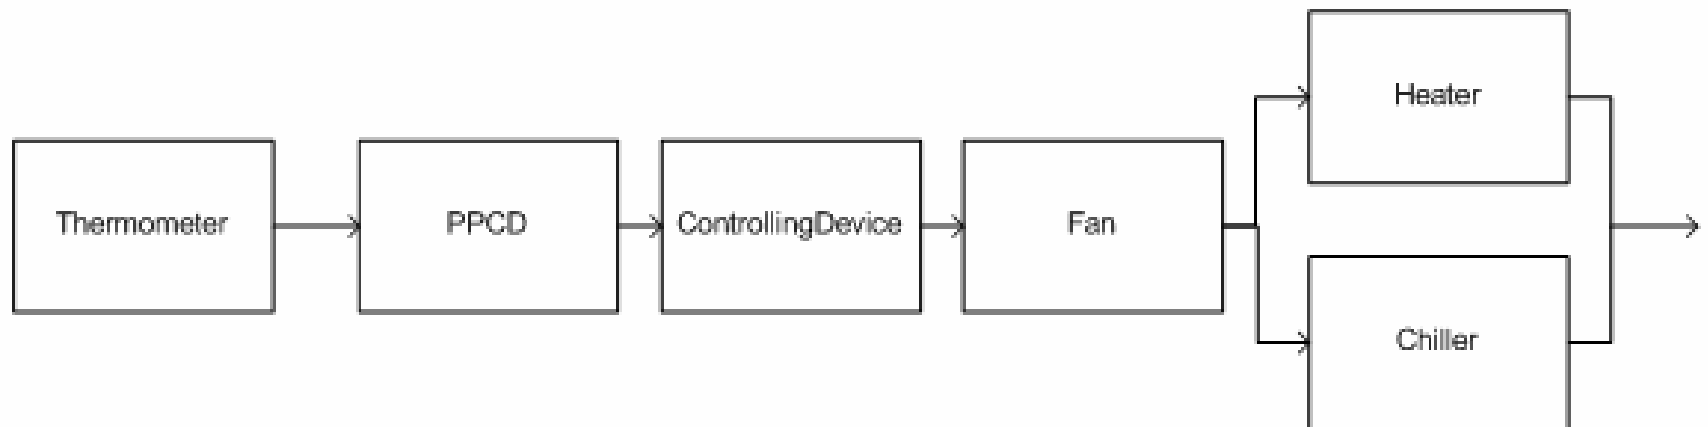 Heater
Thermometer
PPCD
ControllingDevice
Fan
Chiller